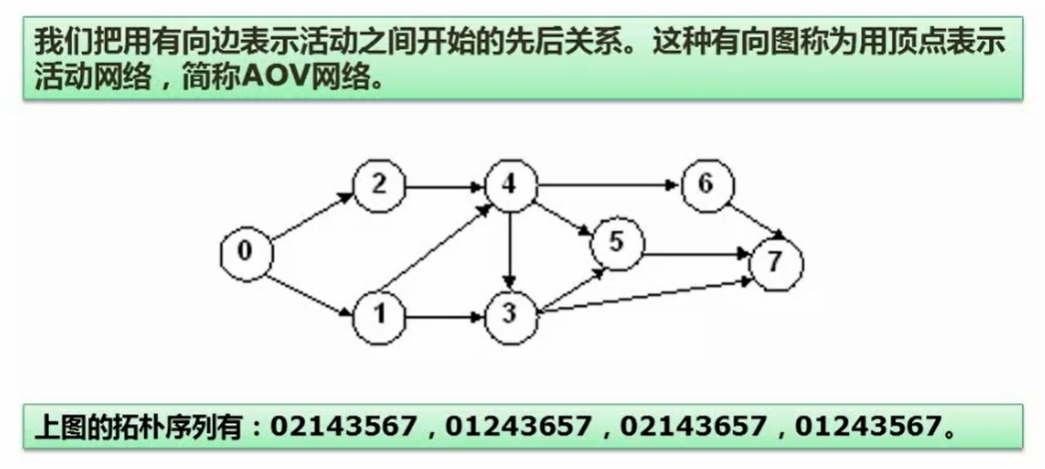 我们把用有向边表示活动之间开始的先后关系。这种有向图称为用顶点表示
活动网络，简称AOV网络。
2 4 6
0 5 7
1 3
上图的拓朴序列有：02143567，01243657，02143657，01243567。